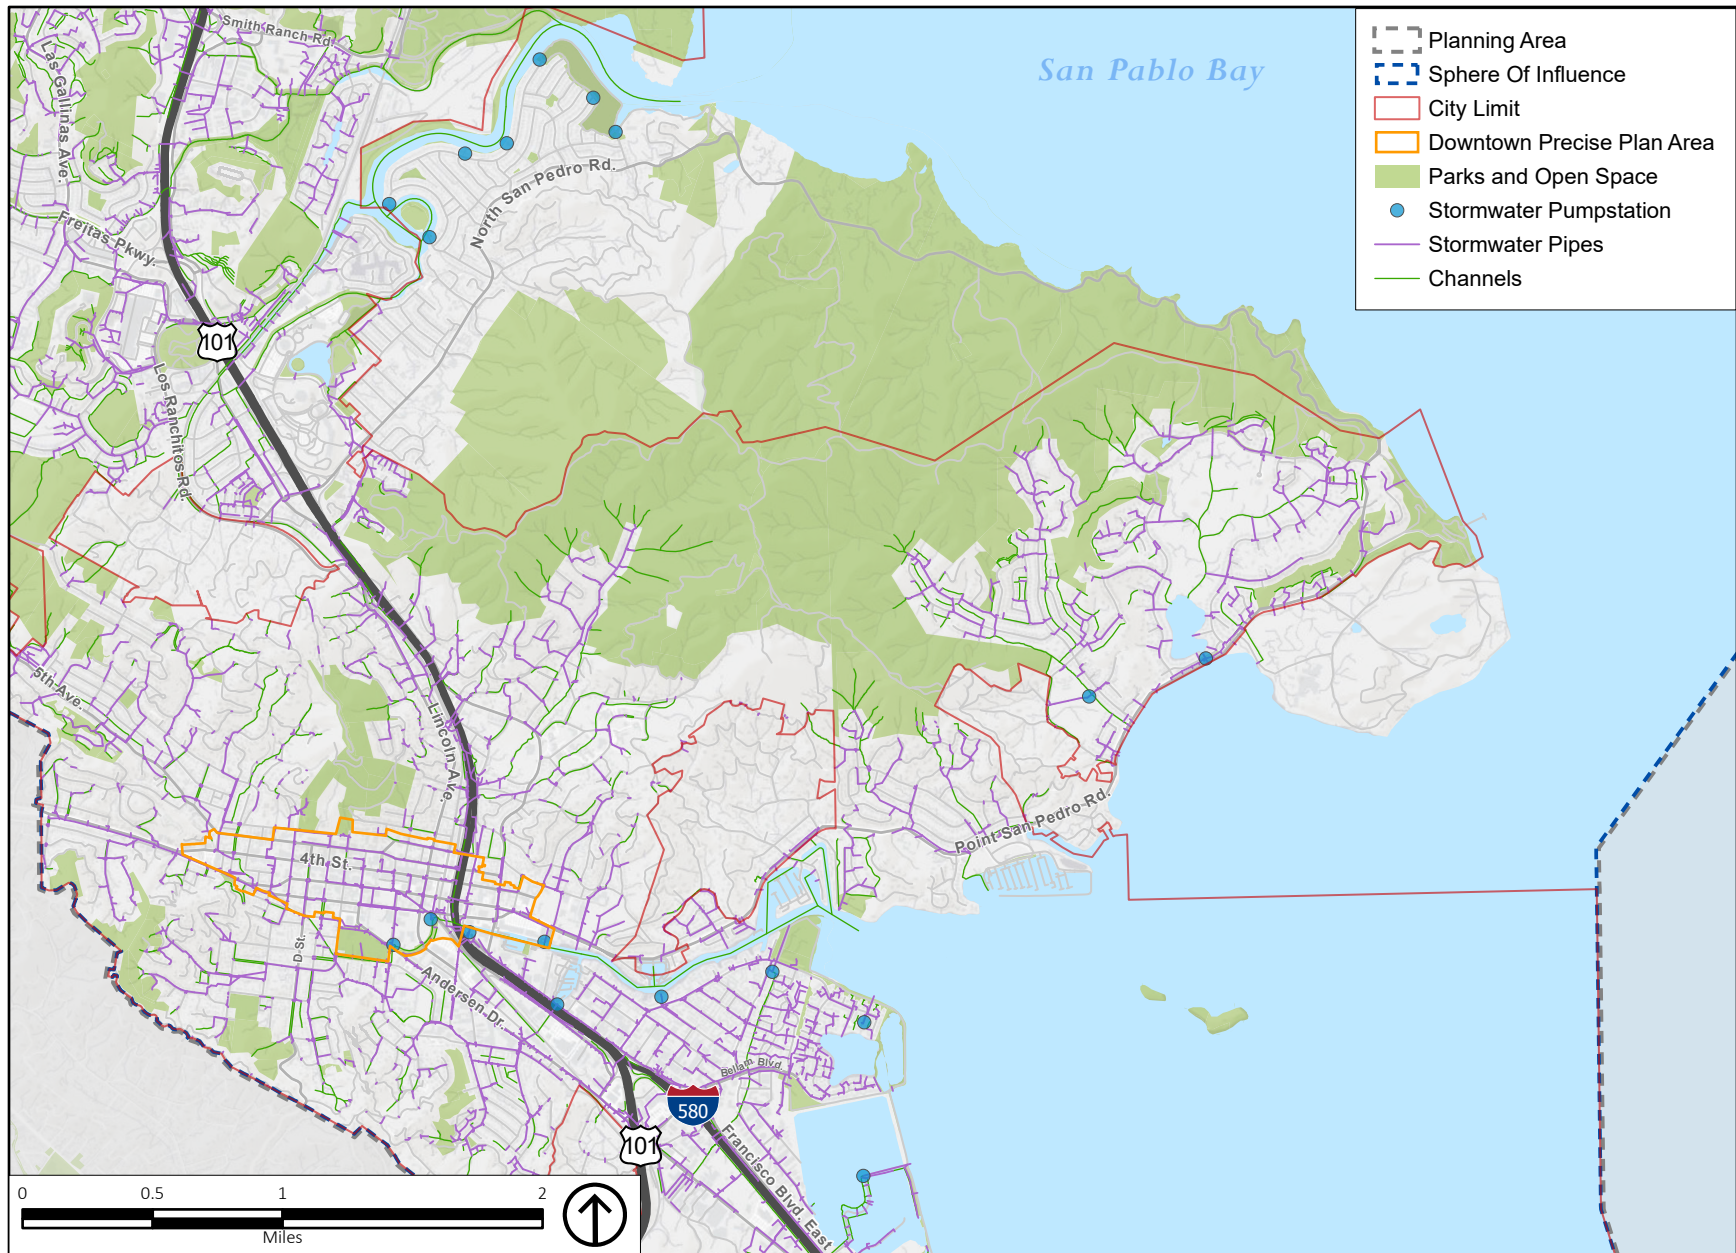 Smith Ranch Rd.
San Pablo Bay
Las Gallinas Ave.
North San Pedro Rd.
Freitas Pkwy.
101
Los Ranchitos Rd.
5th Ave.
Lincoln Ave.
Point San Pedro Rd.
4th St.
D St.
Andersen Dr.
Bellam Blvd.
580
101
Francisco Blvd. East
Planning Area
Sphere Of Influence
City Limit
Downtown Precise Plan Area
Parks and Open Space
Stormwater Pumpstation
Stormwater Pipes
Channels
0 0.5 1 2
Miles